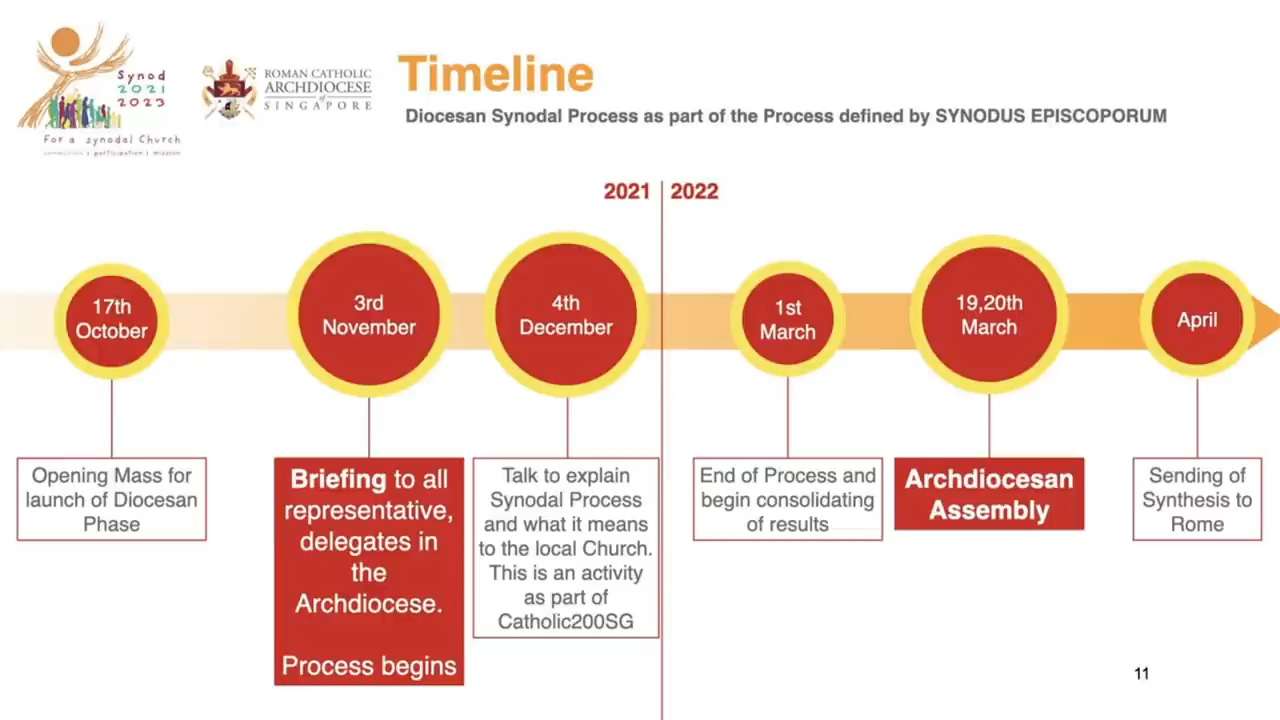 Synod
2021
2023
For a synodal Church
communion | participation | mission
ROMAN CATHOLIC
ARCHDIOCESE
of
SINGAPORE
Timeline
Diocesan Synodal Process as part of the Process defined by SYNODUS EPISCOPORUM
2021
2022
17th
October
3rd
November
4th
December
1st
March
19,20th
March
April
Opening Mass for
launch of Diocesan
Phase
Briefing to all
representative,
delegates in
the
Archdiocese.
Process begins
Talk to explain
Synodal Process
and what it means
to the local Church.
This is an activity
as part of
Catholic200SG
End of Process and
begin consolidating
of results
Archdiocesan
Assembly
Sending of
Synthesis to
Rome
11